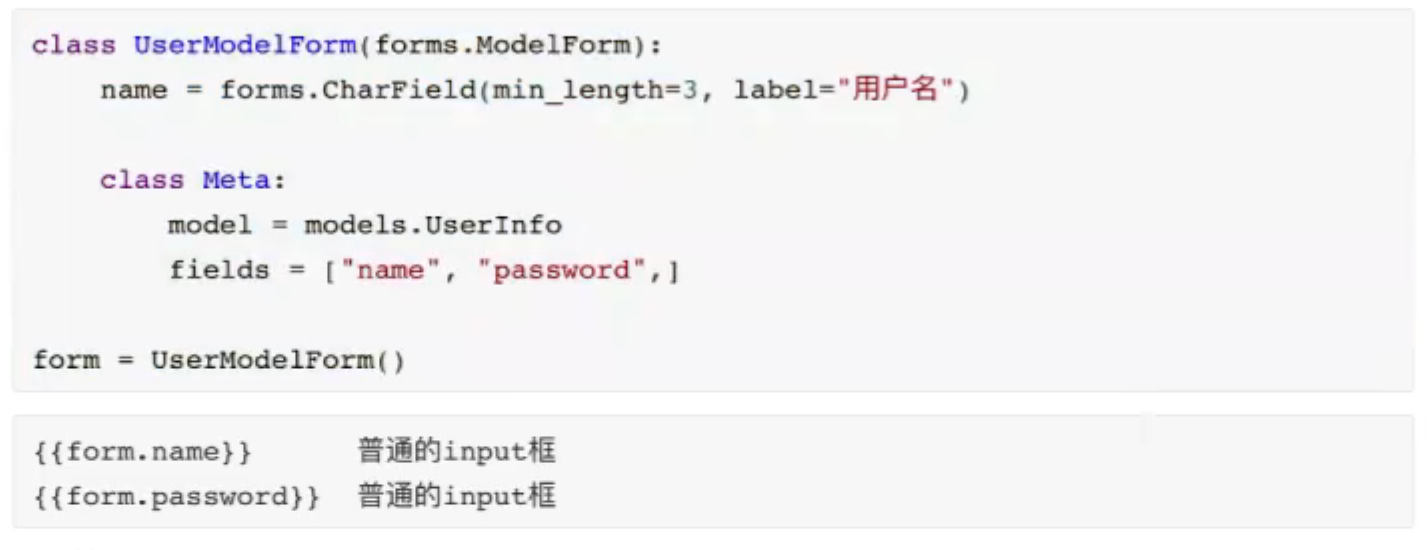 class UserModelForm(forms.ModelForm):
    name = forms.CharField(min_length=3, label="用户名")
    class Meta:
        model = models.UserInfo
        fields = ["name", "password",]
form = UserModelForm()
{{form.name}}      普通的input框
{{form.password}}  普通的input框